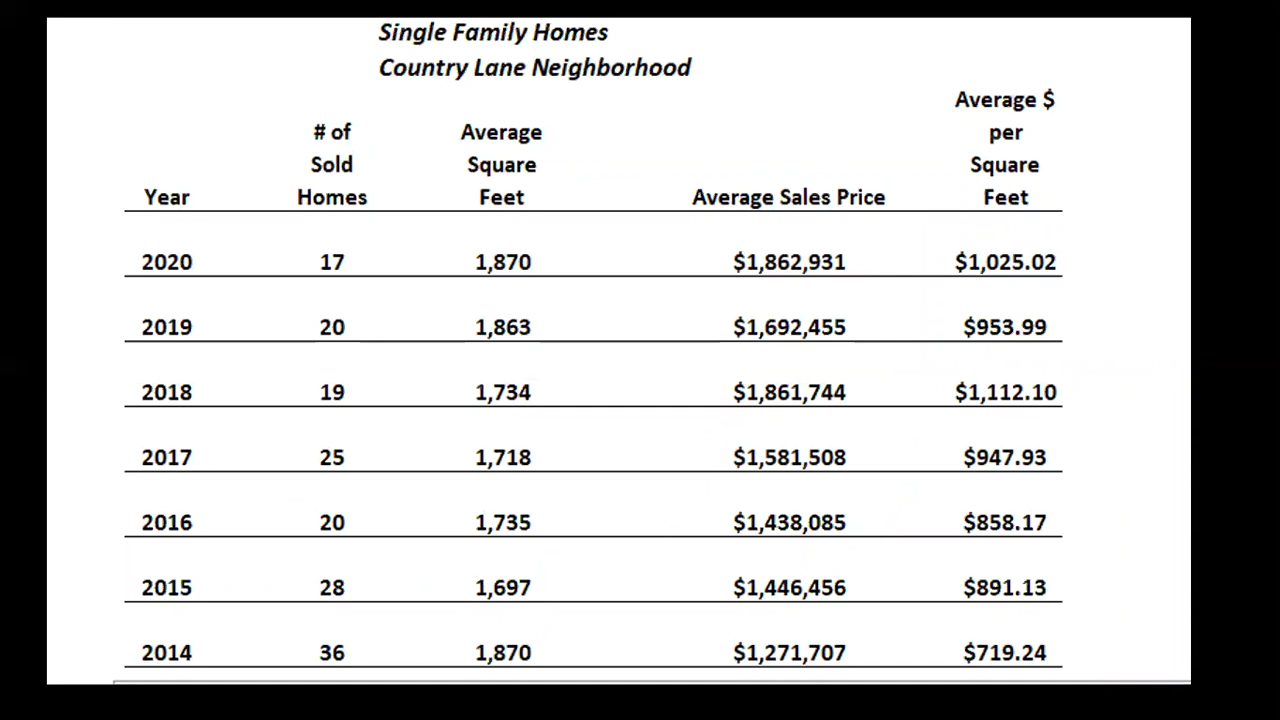 Single Family Homes
Country Lane Neighborhood
Average $
# of Average per
Sold Square Square
Year Homes Feet Average Sales Price Feet
2020 17 1,870 $1,862,931 $1,025.02
2019 20 1,863 $1,692,455 $953.99
2018 19 1,734 $1,861,744 $1,112.10
2017 25 1,718 $1,581,508 $947.93
2016 20 1,735 $1,438,085 $858.17
2015 28 1,697 $1,446,456 $891.13
2014 36 1,870 $1,271,707 $719.24